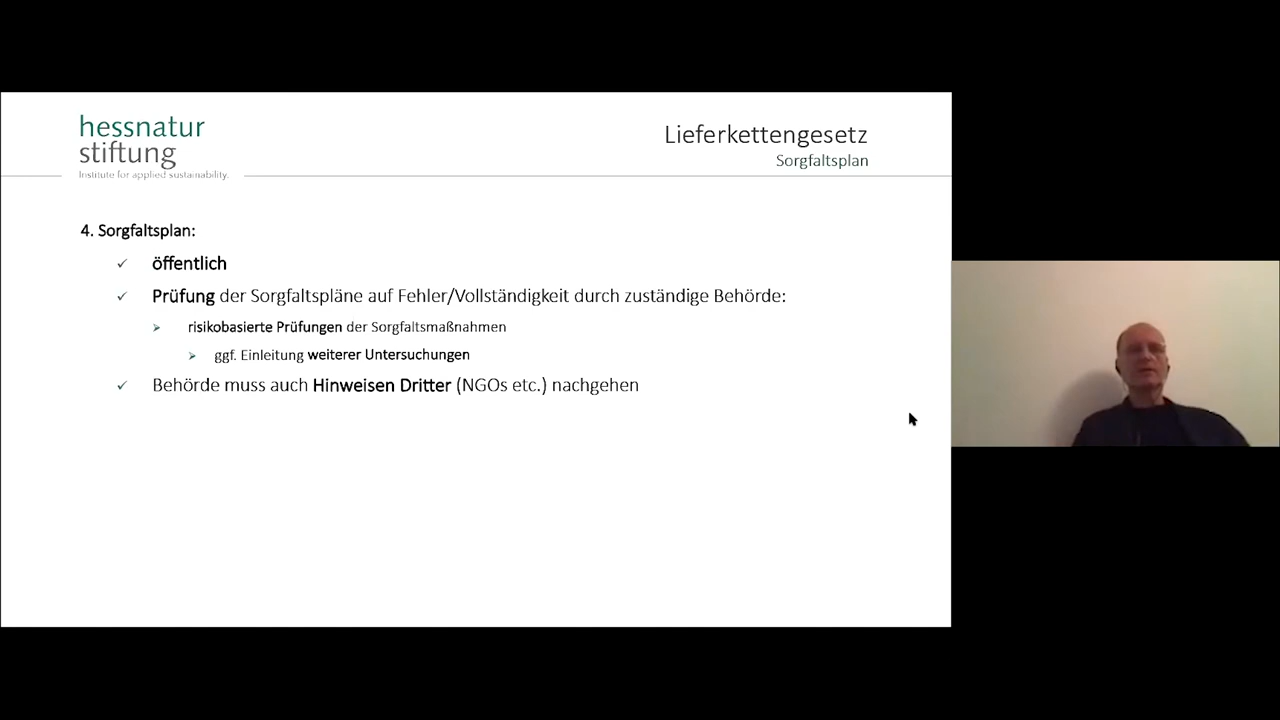 hessnatur
stiftung
Institute for applied sustainability.
Lieferkettengesetz
Sorgfaltsplan
4. Sorgfaltsplan:
öffentlich
Prüfung der Sorgfaltspläne auf Fehler/Vollständigkeit durch zuständige Behörde:
risikobasierte Prüfungen der Sorgfaltsmaßnahmen
ggf. Einleitung weiterer Untersuchungen
Behörde muss auch Hinweisen Dritter (NGOs etc.) nachgehen